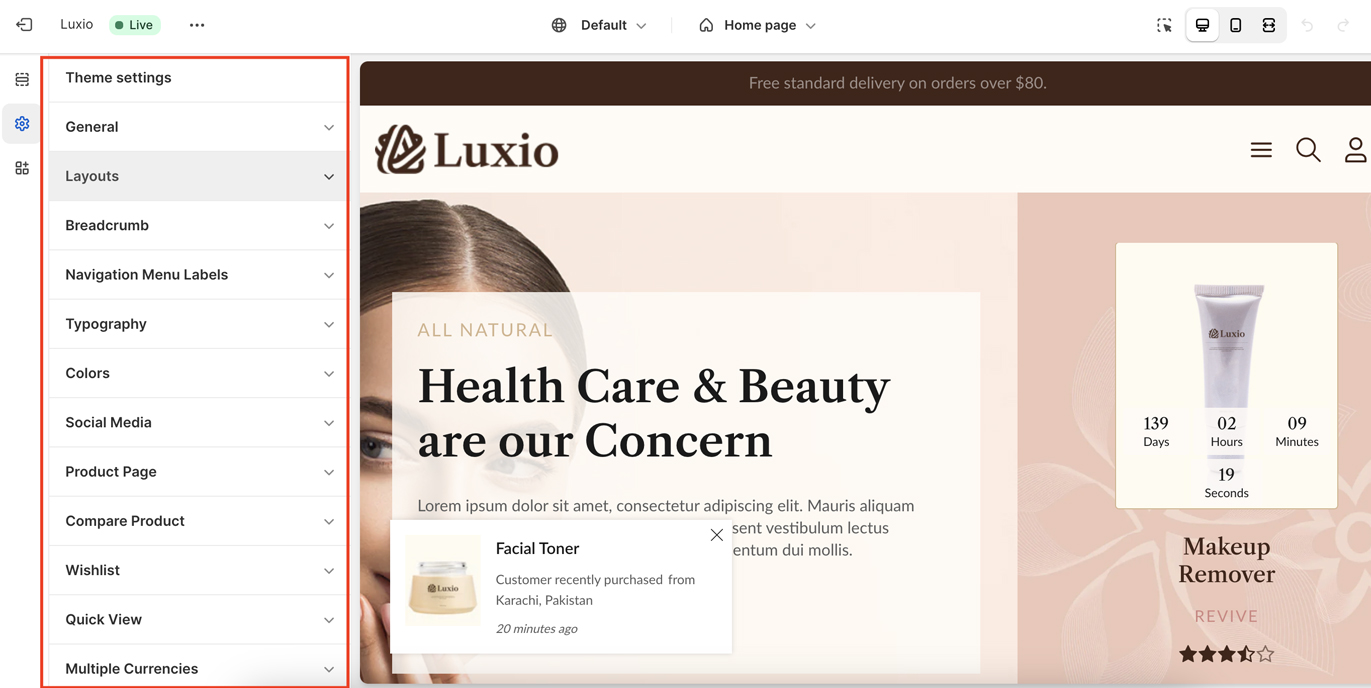 Luxio
Live
Default
Home page
Theme settings
General
Layouts
Breadcrumb
Navigation Menu Labels
Typography
Colors
Social Media
Product Page
Compare Product
Wishlist
Quick View
Multiple Currencies
Free standard delivery on orders over $80.
Luxio
ALL NATURAL
Health Care & Beauty
are our Concern
Lorem ipsum dolor sit amet, consectetur adipiscing elit. Mauris aliquam
sent vestibulum lectus
entum dui mollis.
Luxio
Facial Toner
Customer recently purchased from
Karachi, Pakistan
20 minutes ago
Luxio
139 02 09
Days Hours Minutes
19
Seconds
Makeup
Remover
REVIVE